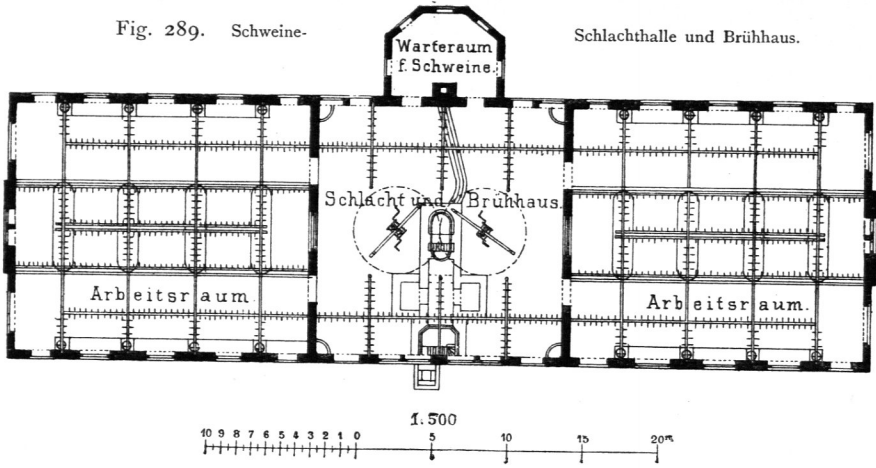 Fig. 289. Schweine- Schlachthalle und Brühhaus.
Warteraum
f. Schweine.
Schlacht und Brühhaus.
Arbeitsraum. Arbeitsraum.
1:500
10 9 8 7 6 5 4 3 2 1 0 5 10 15 20 m